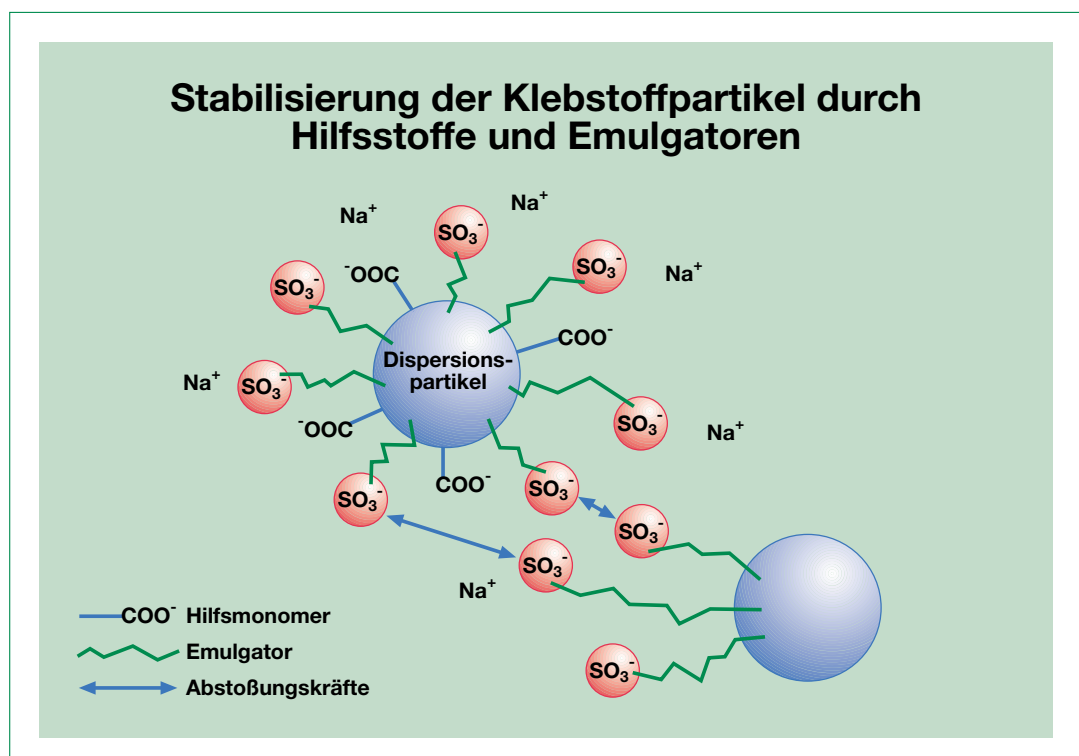 Stabilisierung der Klebstoffpartikel durch
Hilfsstoffe und Emulgatoren
Na⁺
Na⁺
SO₃⁻
⁻OOC
SO₃⁻
Na⁺
SO₃⁻
COO⁻
Dispersions-
partikel
Na⁺
SO₃⁻
⁻OOC
SO₃⁻
Na⁺
COO⁻
SO₃⁻
SO₃⁻
SO₃⁻
SO₃⁻
Na⁺
COO⁻ Hilfsmonomer
Emulgator
SO₃⁻
Abstoßungskräfte